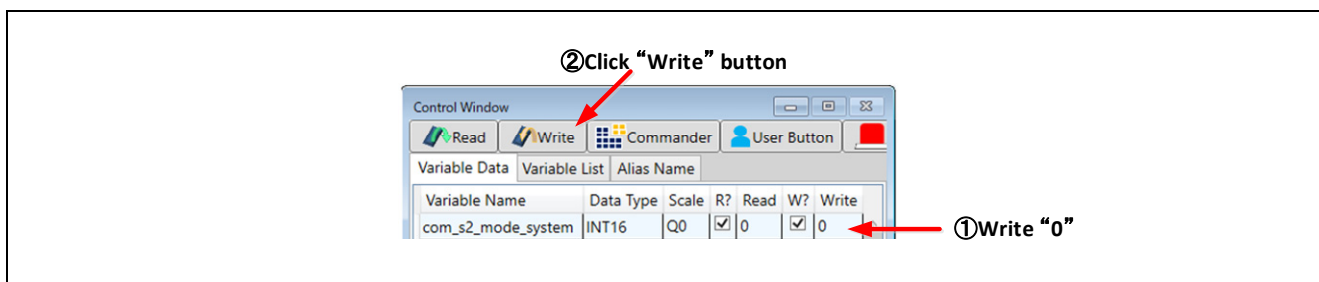 ②Click “Write” button
Control Window
Read Write Commander User Button
Variable Data Variable List Alias Name
Variable Name Data Type Scale R? Read W? Write
com_s2_mode_system INT16 Q0 0 0
①Write “0”